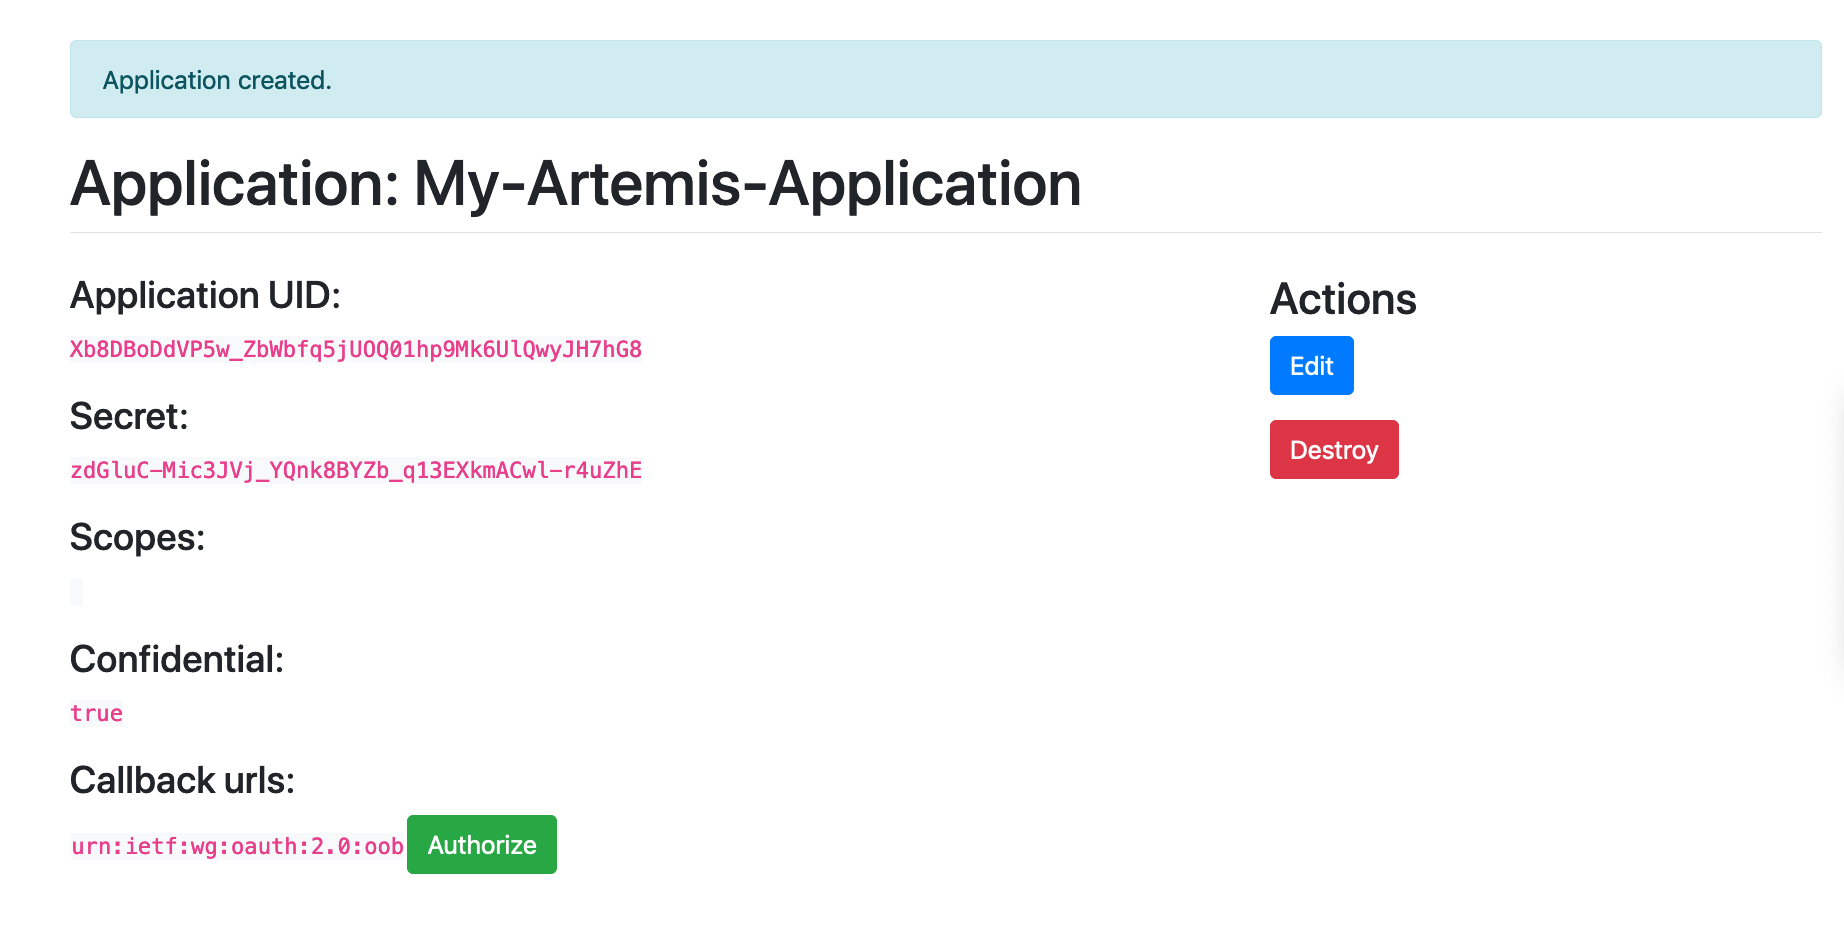 Application created.
Application: My-Artemis-Application
Application UID:
Xb8DBoDdVP5w_ZbWbfq5jUOQ01hp9Mk6UlQwyJH7hG8
Secret:
zdGluC-Mic3JVj_YQnk8BYZb_q13EXkmACwl-r4uZhE
Scopes:
Confidential:
true
Callback urls:
urn:ietf:wg:oauth:2.0:oob Authorize
Actions
Edit
Destroy